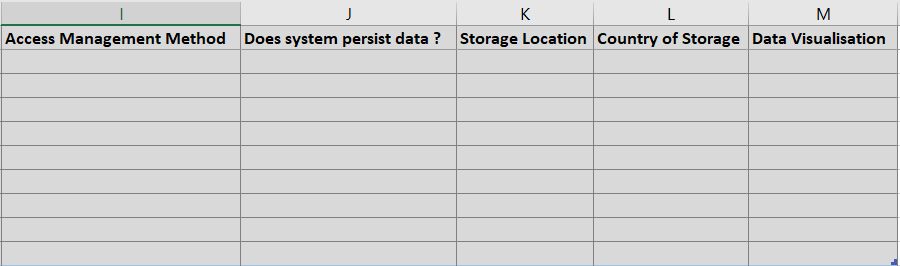 I J K L M
Access Management Method Does system persist data ? Storage Location Country of Storage Data Visualisation